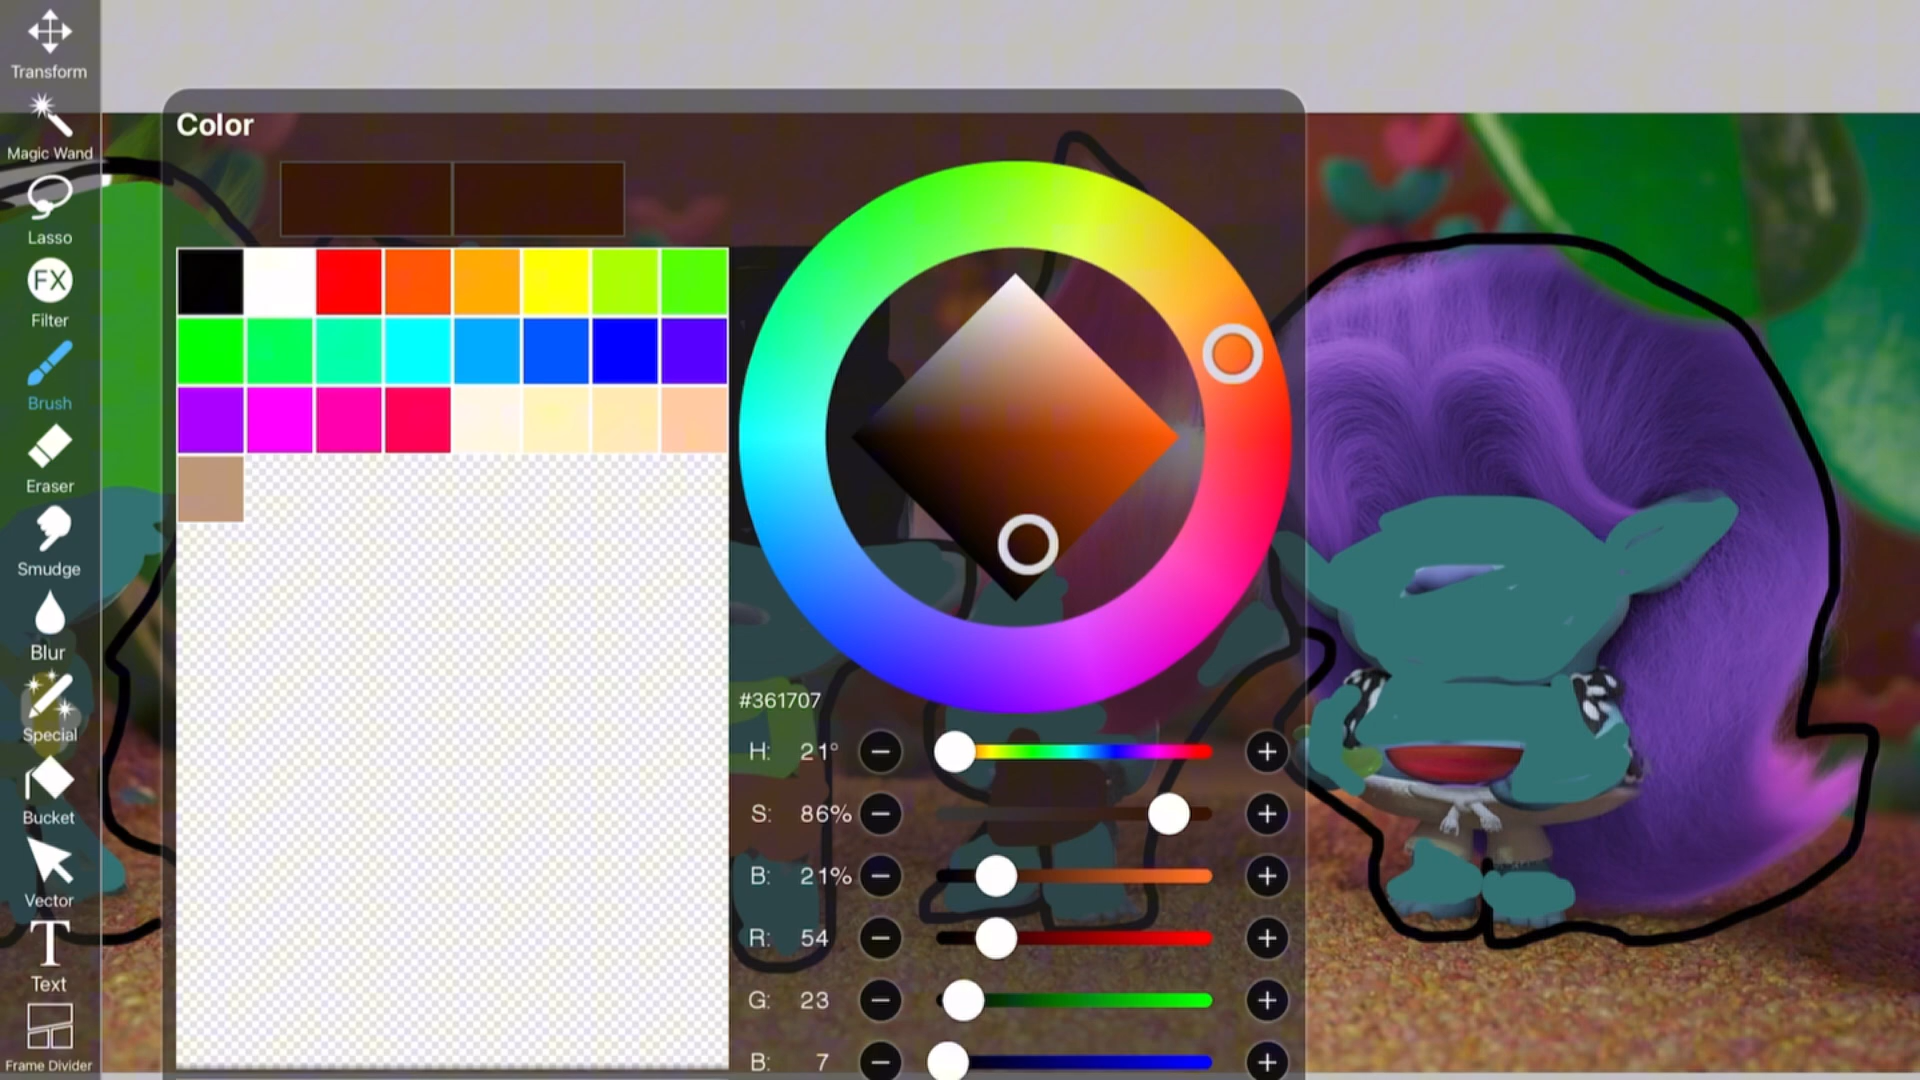 Transform
Magic Wand
Lasso
FX
Filter
Brush
Eraser
Smudge
Blur
Special
Bucket
Vector
T
Text
Frame Divider
Color
#361707
H: 21°
S: 86%
B: 21%
R: 54
G: 23
B: 7